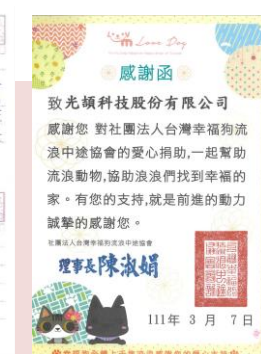 Love Dog
感謝函
致光頓科技股份有限公司
感謝您 對社團法人台灣幸福狗流
浪中途協會的愛心捐助,一起幫助
流浪動物,協助浪浪們找到幸福的
家。有您的支持,就是前進的動力
誠摯的感謝您。
社團法人台灣幸福狗流浪中途協會
理事長陳淑娟
111年 3 月 7日